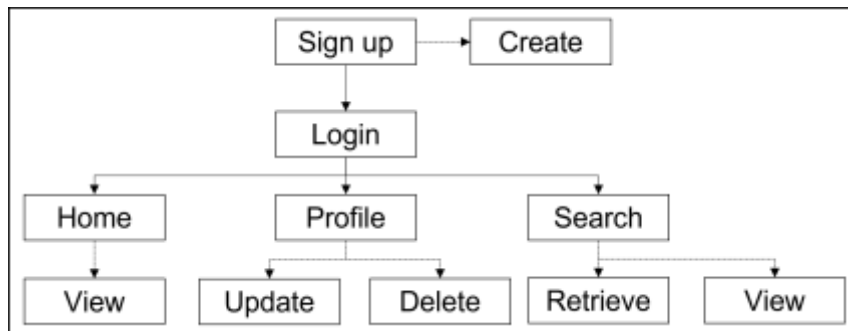 Sign up
Create
Login
Home
Profile
Search
View
Update
Delete
Retrieve
View